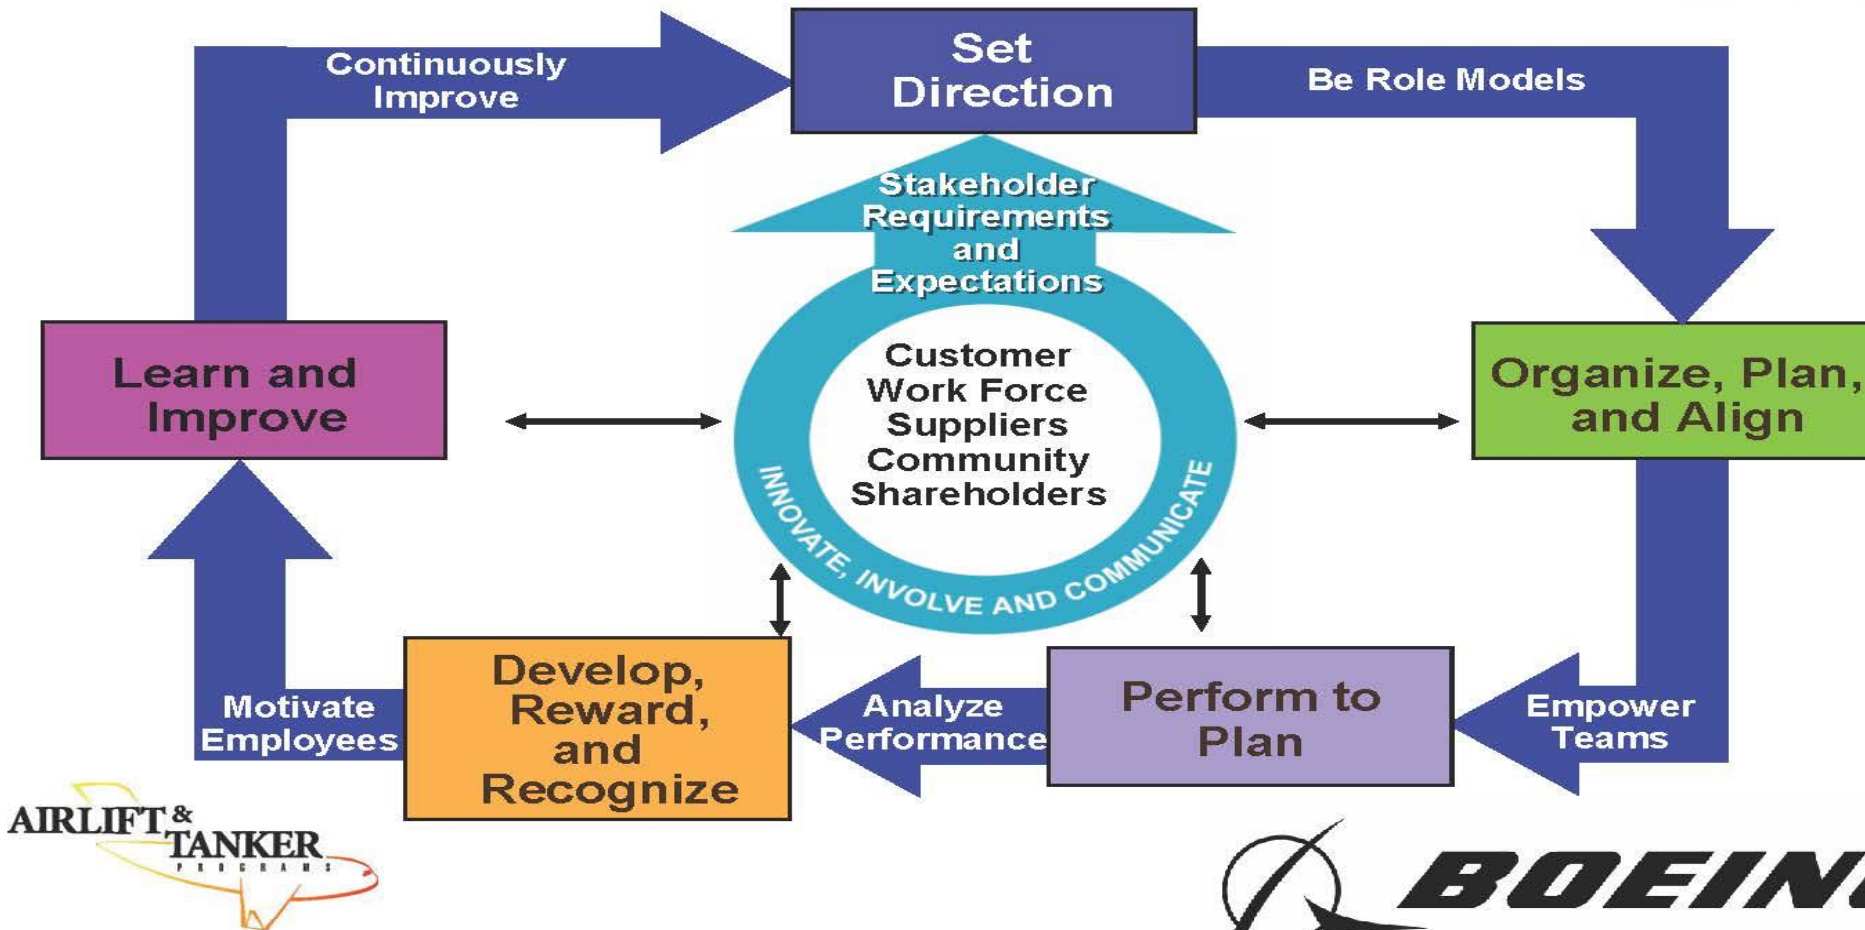 Set
Direction
Continuously
Improve
Be Role Models
Stakeholder
Requirements
and
Expectations
Learn and
Improve
Customer
Work Force
Suppliers
Community
Shareholders
Organize, Plan,
and Align
INNOVATE, INVOLVE AND COMMUNICATE
Develop,
Reward,
and
Recognize
Motivate
Employees
Analyze
Performance
Perform to
Plan
Empower
Teams
AIRLIFT &
TANKER
PROGRAMS
BOEING